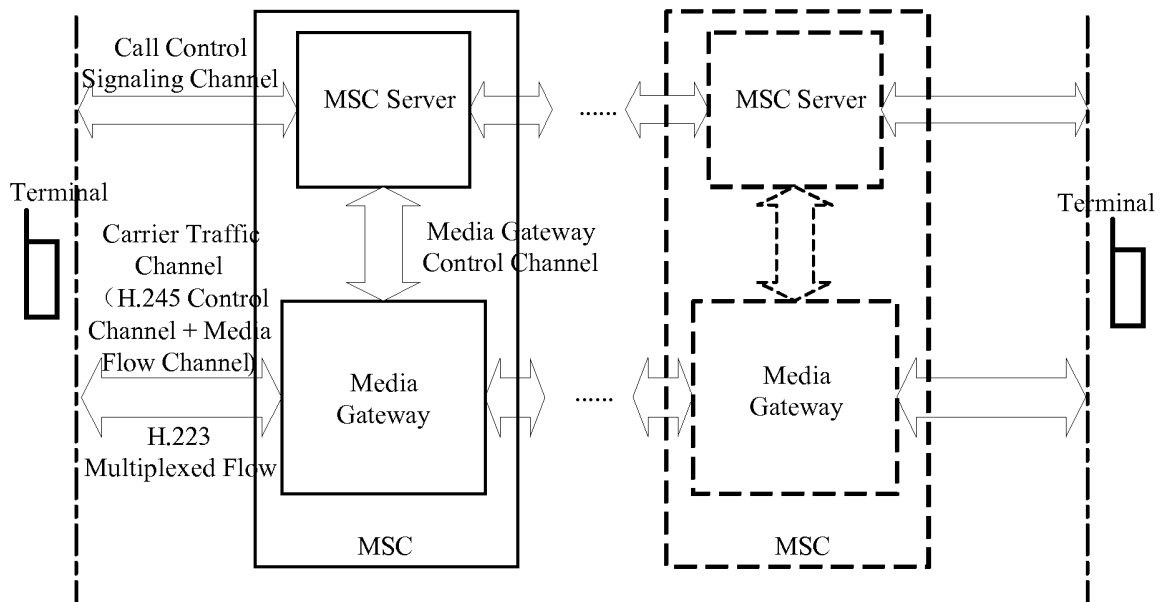 Call Control
Signaling Channel
MSC Server
......
MSC Server
Terminal
Terminal
Carrier Traffic
Channel
（H.245 Control
Channel + Media
Flow Channel)
Media Gateway
Control Channel
Media
Gateway
......
Media
Gateway
H.223
Multiplexed Flow
MSC
MSC